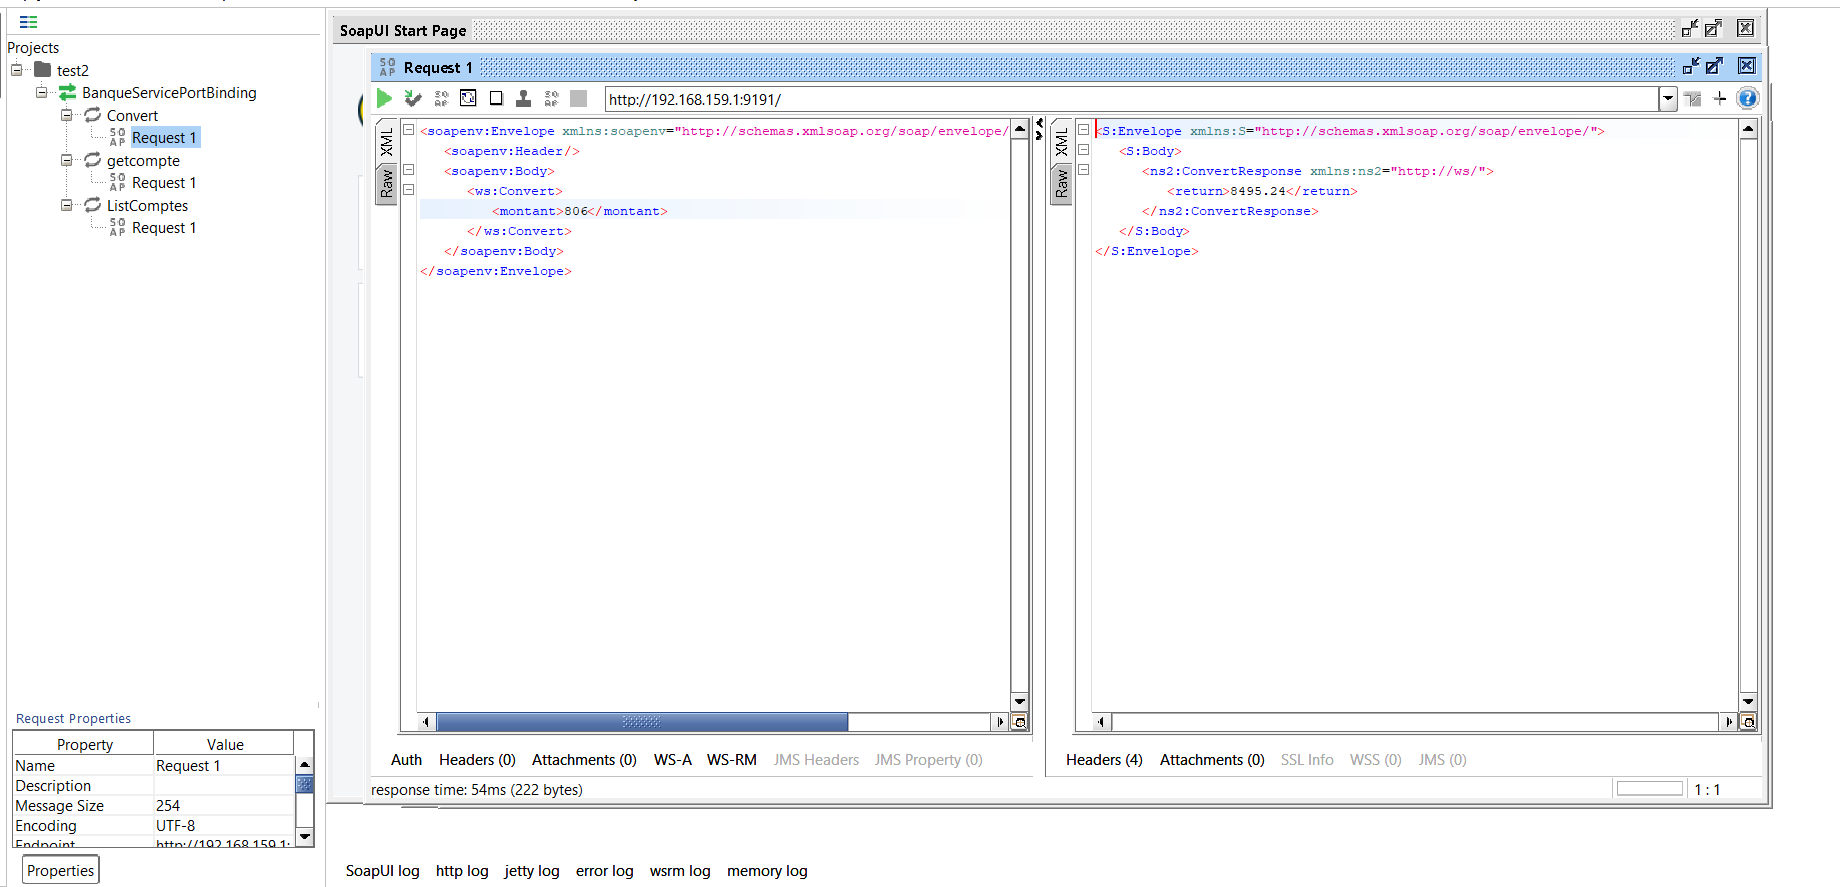 Projects
test2
BanqueServicePortBinding
Convert
Request 1
getcompte
Request 1
ListComptes
Request 1
Request Properties
Property Value
Name Request 1
Description
Message Size 254
Encoding UTF-8
Endpoint http://192.168.159.1:
Properties
SoapUI Start Page
SO AP Request 1
http://192.168.159.1:9191/
XML
Raw
<soapenv:Envelope xmlns:soapenv="http://schemas.xmlsoap.org/soap/envelope/
<soapenv:Header/>
<soapenv:Body>
<ws:Convert>
<montant>806</montant>
</ws:Convert>
</soapenv:Body>
</soapenv:Envelope>
XML
Raw
<S:Envelope xmlns:S="http://schemas.xmlsoap.org/soap/envelope/">
<S:Body>
<ns2:ConvertResponse xmlns:ns2="http://ws/">
<return>8495.24</return>
</ns2:ConvertResponse>
</S:Body>
</S:Envelope>
Auth Headers (0) Attachments (0) WS-A WS-RM JMS Headers JMS Property (0)
Headers (4) Attachments (0) SSL Info WSS (0) JMS (0)
response time: 54ms (222 bytes)
1 : 1
SoapUI log http log jetty log error log wsrm log memory log